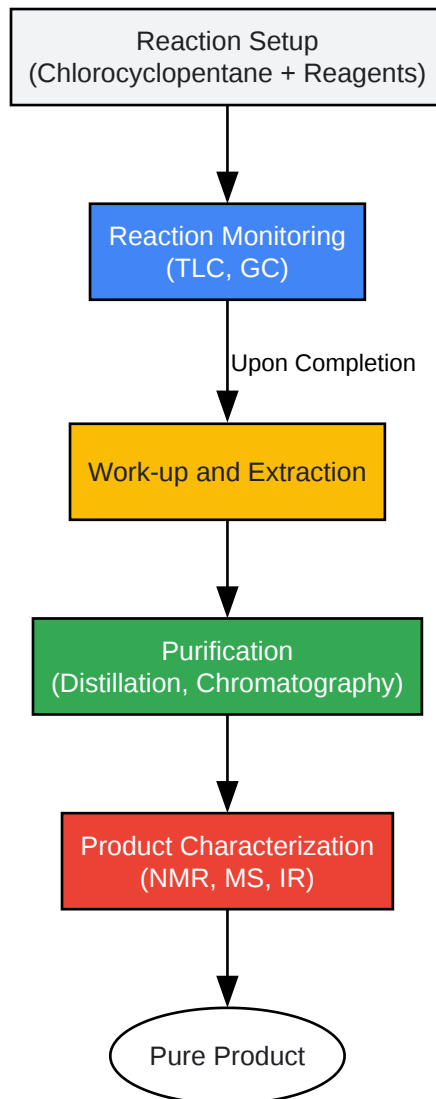 Reaction Setup
(Chlorocyclopentane + Reagents)
Reaction Monitoring
(TLC, GC)
Upon Completion
Work-up and Extraction
Purification
(Distillation, Chromatography)
Product Characterization
(NMR, MS, IR)
Pure Product